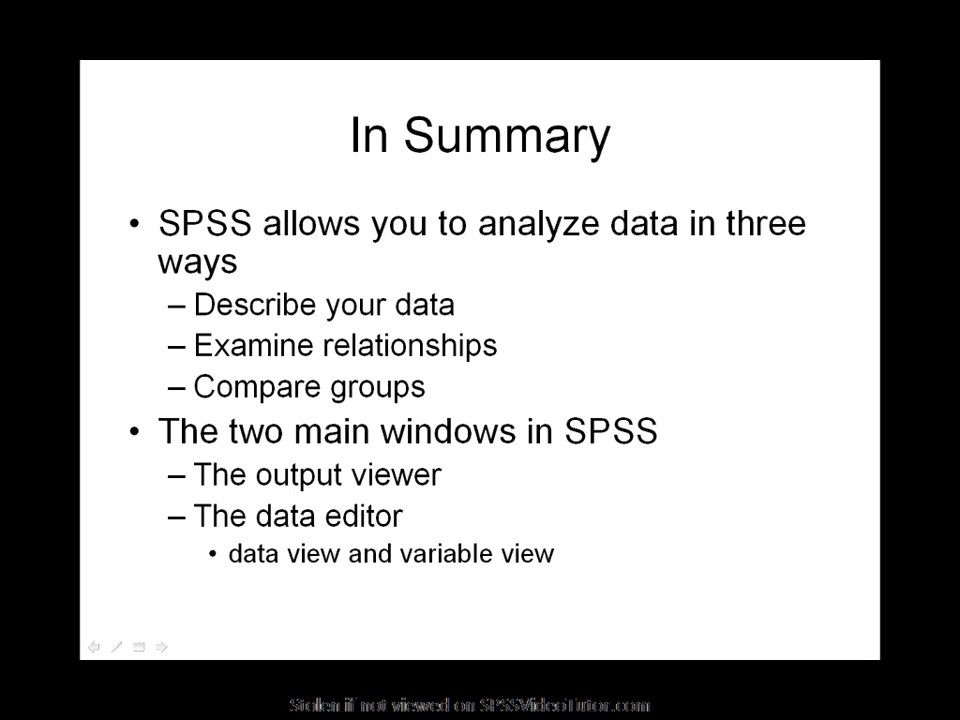 In Summary
• SPSS allows you to analyze data in three
ways
– Describe your data
– Examine relationships
– Compare groups
• The two main windows in SPSS
– The output viewer
– The data editor
• data view and variable view
Stolen if not viewed on SPSSVideoTutor.com